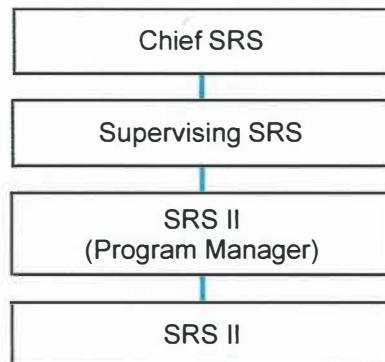 Chief SRS
Supervising SRS
SRS II
(Program Manager)
SRS II